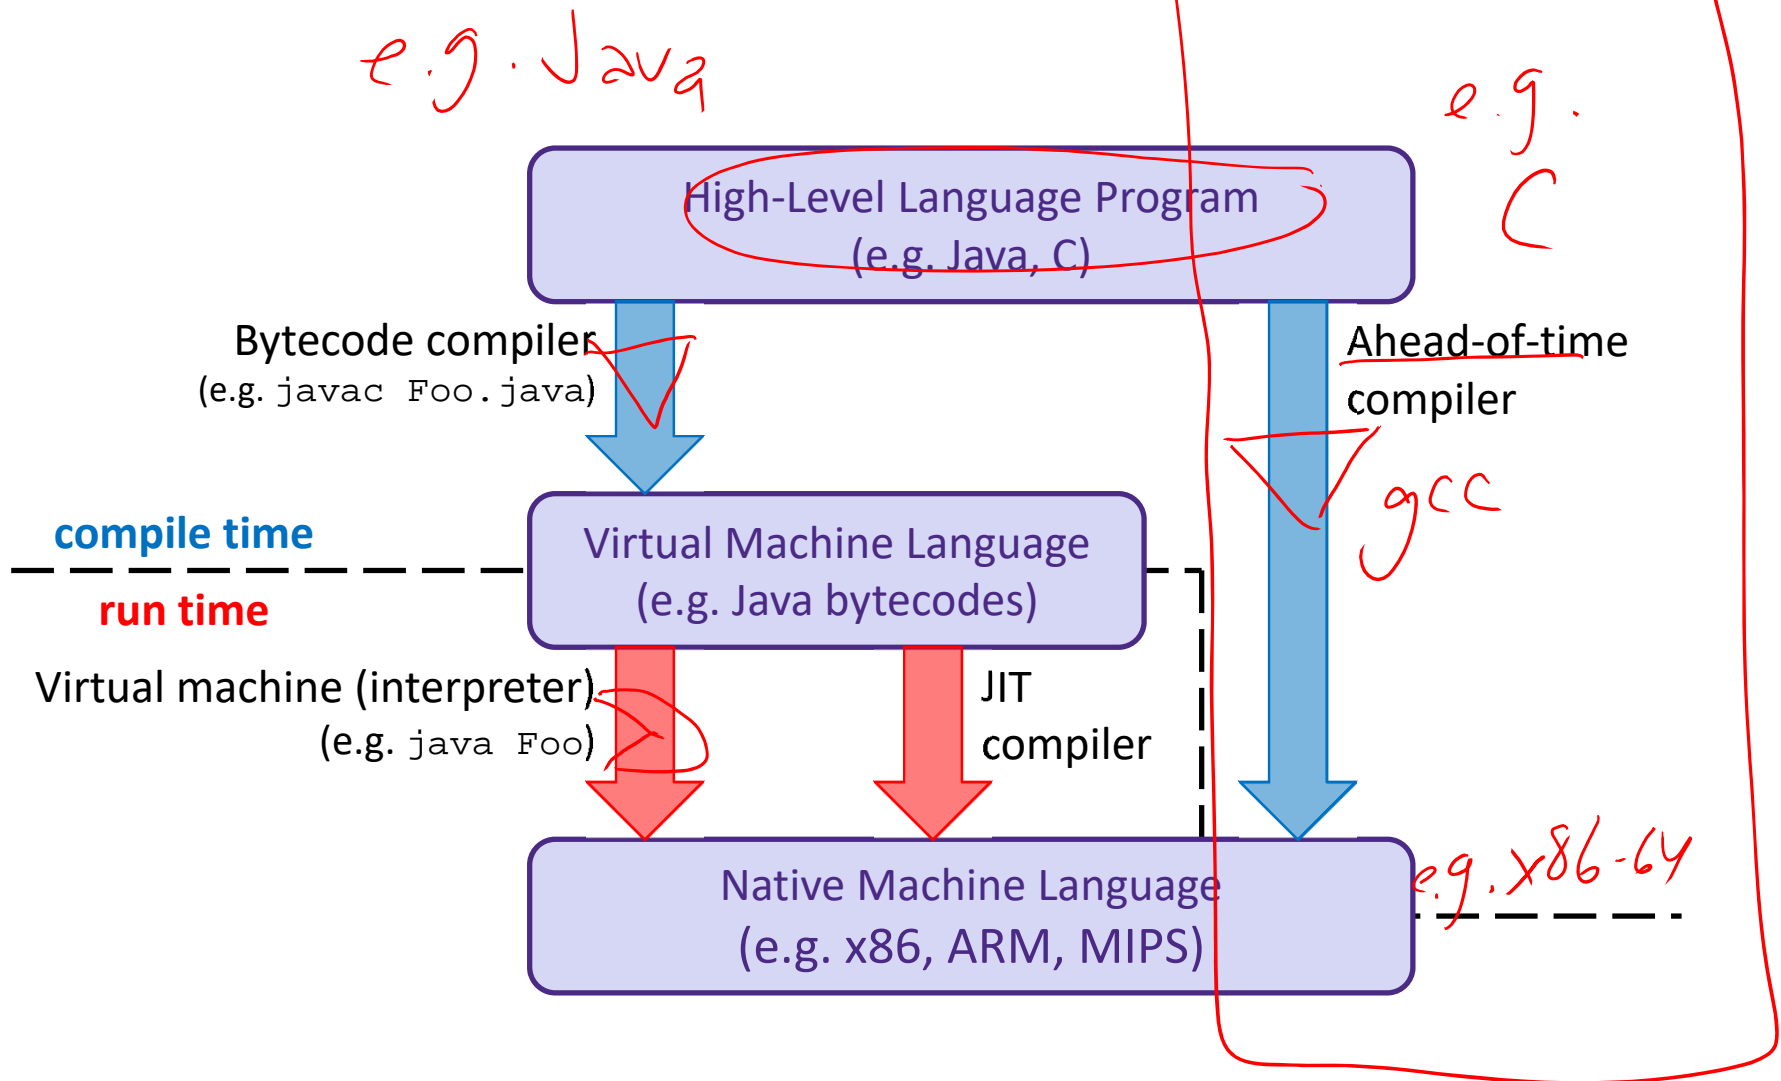 e.g. Java
e.g.
C
High-Level Language Program
(e.g. Java, C)
Bytecode compiler
(e.g. javac Foo.java)
Ahead-of-time
compiler
gcc
compile time
run time
Virtual Machine Language
(e.g. Java bytecodes)
Virtual machine (interpreter)
(e.g. java Foo)
JIT
compiler
Native Machine Language
(e.g. x86, ARM, MIPS)
e.g. x86-64